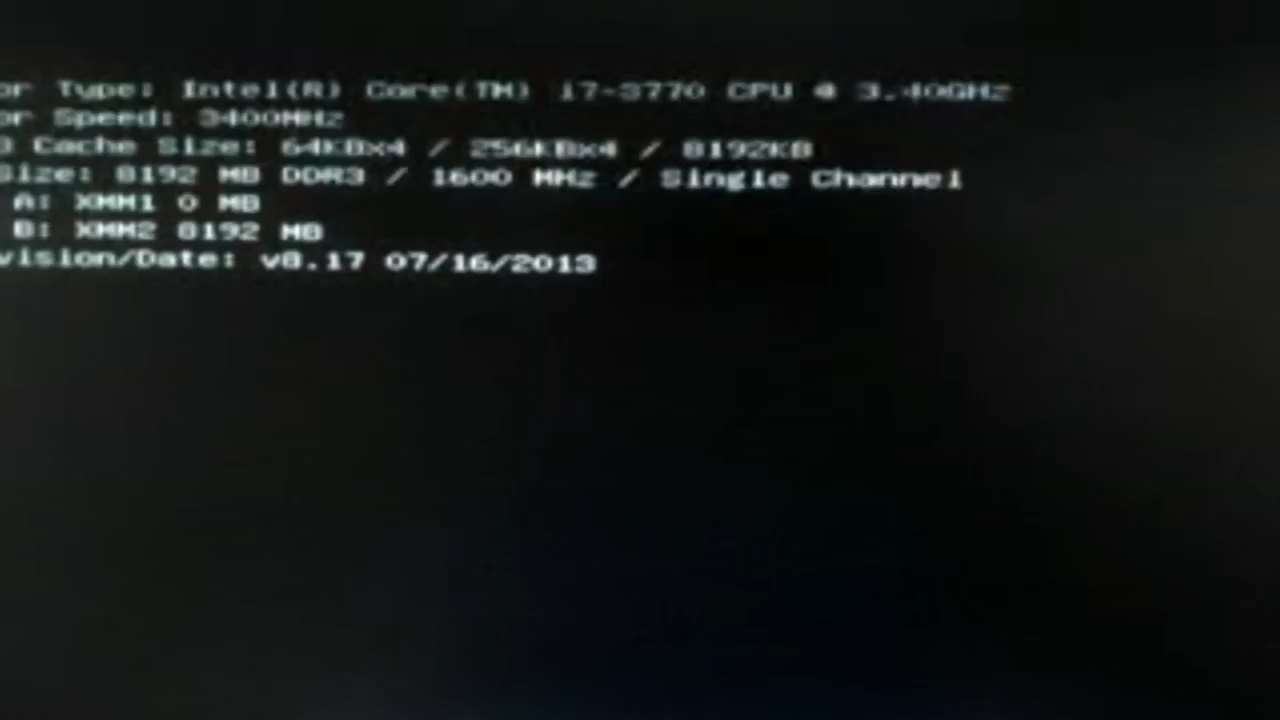 or Type: Intel(R) Core(TM) i7-3770 CPU @ 3.40GHz
or Speed: 3400MHz
3 Cache Size: 64KBx4 / 256KBx4 / 8192KB
Size: 8192 MB DDR3 / 1600 MHz / Single Channel
A: XMM1 0 MB
B: XMM2 8192 MB
vision/Date: v8.17 07/16/2013